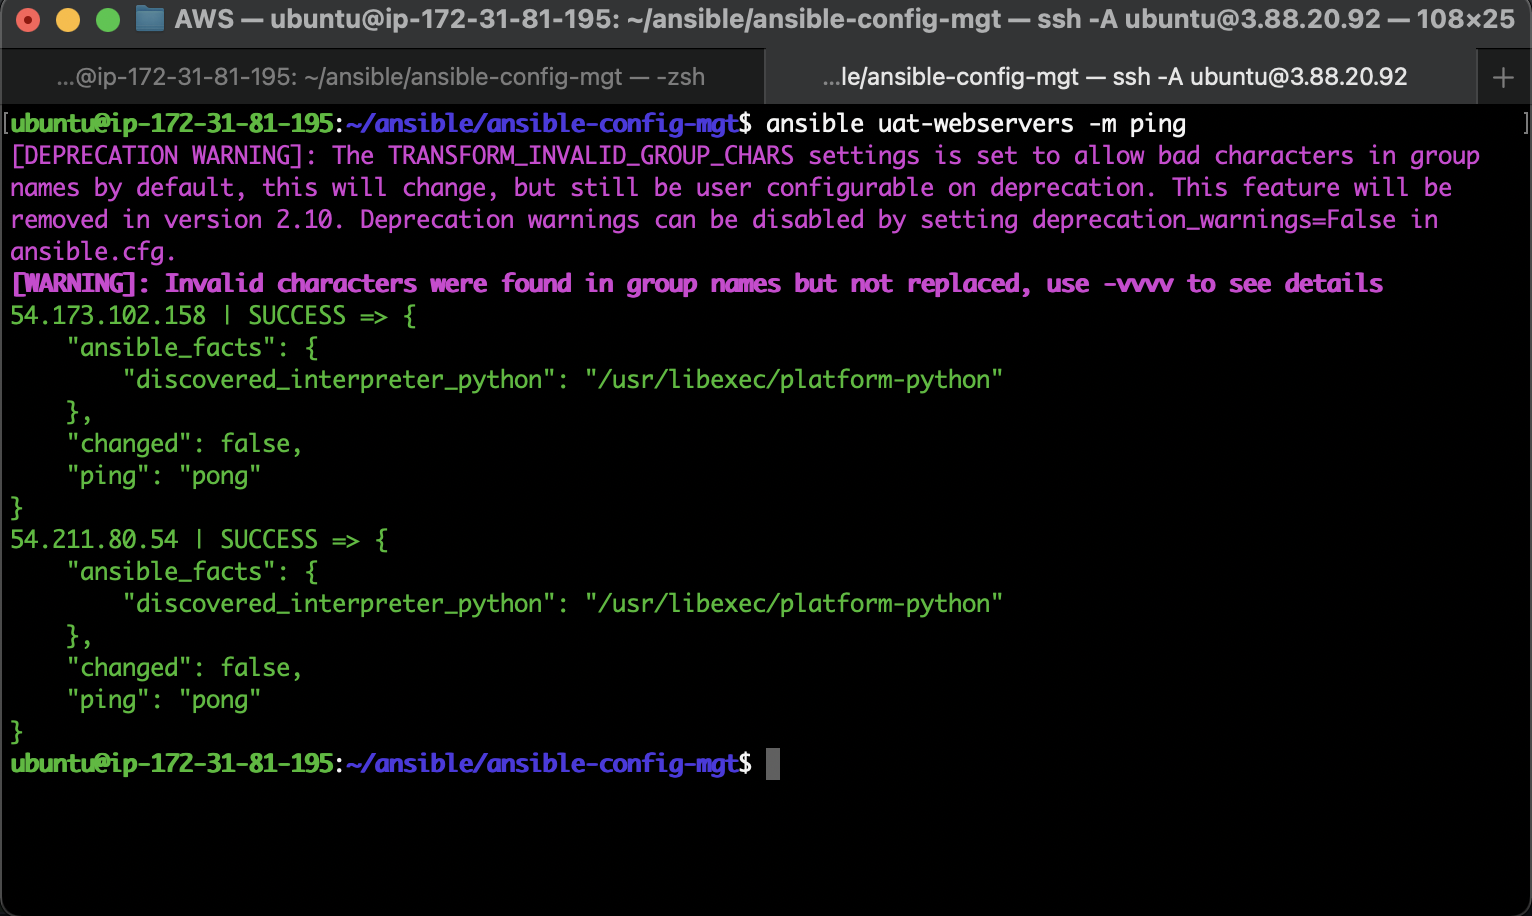 AWS — ubuntu@ip-172-31-81-195: ~/ansible/ansible-config-mgt — ssh -A ubuntu@3.88.20.92 — 108×25
...@ip-172-31-81-195: ~/ansible/ansible-config-mgt — -zsh
...le/ansible-config-mgt — ssh -A ubuntu@3.88.20.92
+
[ubuntu@ip-172-31-81-195:~/ansible/ansible-config-mgt$ ansible uat-webservers -m ping ]
[DEPRECATION WARNING]: The TRANSFORM_INVALID_GROUP_CHARS settings is set to allow bad characters in group
names by default, this will change, but still be user configurable on deprecation. This feature will be
removed in version 2.10. Deprecation warnings can be disabled by setting deprecation_warnings=False in
ansible.cfg.
[WARNING]: Invalid characters were found in group names but not replaced, use -vvvv to see details
54.173.102.158 | SUCCESS => {
    "ansible_facts": {
        "discovered_interpreter_python": "/usr/libexec/platform-python"
    },
    "changed": false,
    "ping": "pong"
}
54.211.80.54 | SUCCESS => {
    "ansible_facts": {
        "discovered_interpreter_python": "/usr/libexec/platform-python"
    },
    "changed": false,
    "ping": "pong"
}
ubuntu@ip-172-31-81-195:~/ansible/ansible-config-mgt$